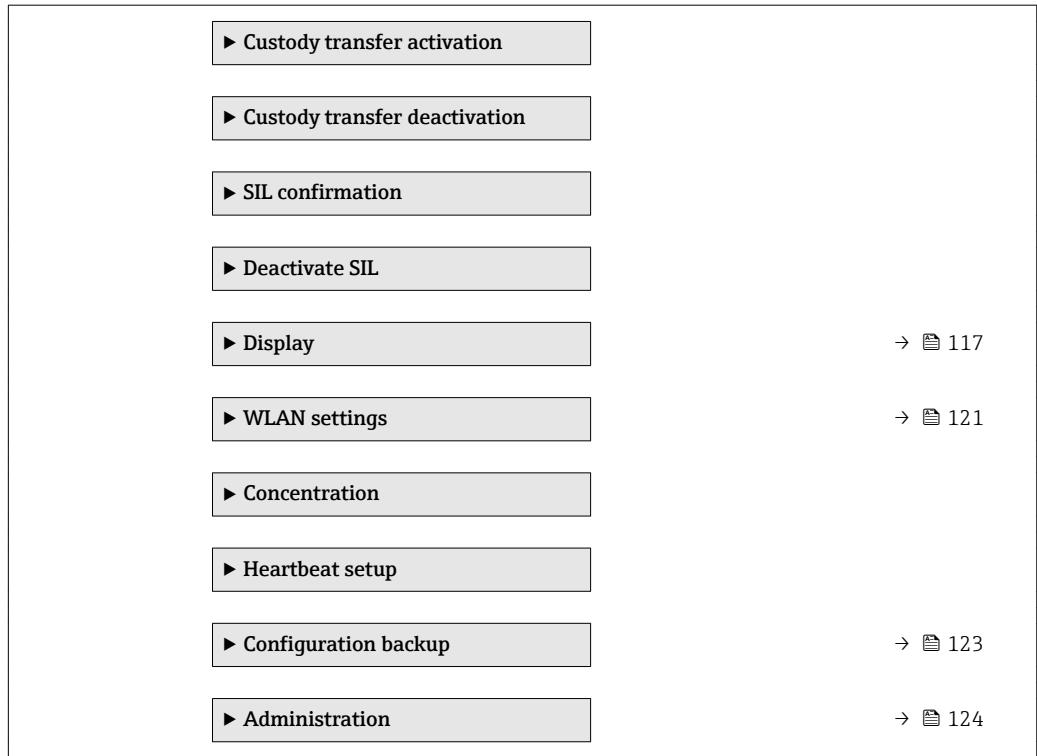 ▶ Custody transfer activation
▶ Custody transfer deactivation
▶ SIL confirmation
▶ Deactivate SIL
▶ Display → 117
▶ WLAN settings → 121
▶ Concentration
▶ Heartbeat setup
▶ Configuration backup → 123
▶ Administration → 124